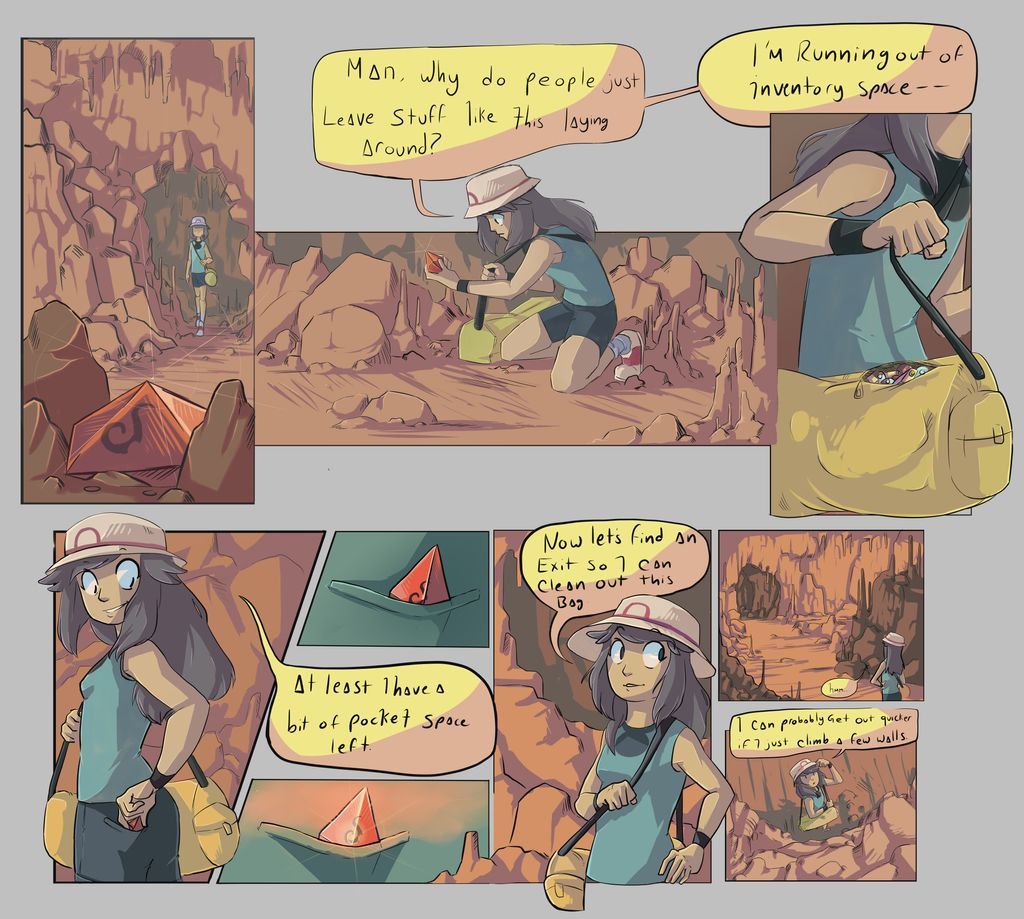 Man, why do people just
Leave Stuff like this laying
Around?
I'm Running out of
inventory space--
At least I have a
bit of pocket space
left.
Now lets find an
Exit so I can
Clean out this
Bag
hum.
I can probably Get out quicker
if I just climb a few walls.